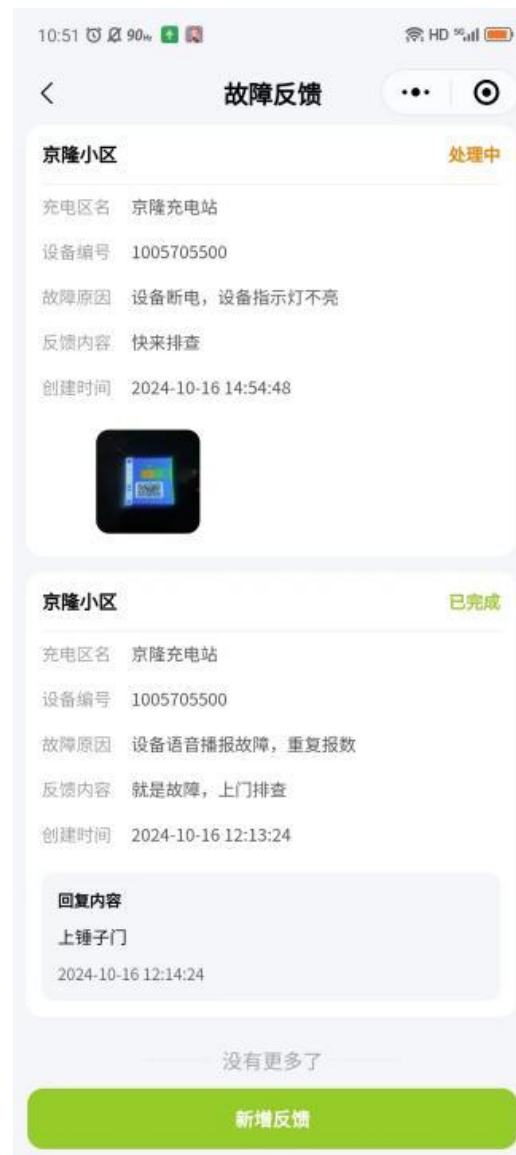 10:51 90Hz HD 5G
故障反馈
京隆小区 处理中
充电区名 京隆充电站
设备编号 1005705500
故障原因 设备断电，设备指示灯不亮
反馈内容 快来排查
创建时间 2024-10-16 14:54:48
京隆小区 已完成
充电区名 京隆充电站
设备编号 1005705500
故障原因 设备语音播报故障，重复报数
反馈内容 就是故障，上门排查
创建时间 2024-10-16 12:13:24
回复内容
上锤子门
2024-10-16 12:14:24
没有更多了
新增反馈